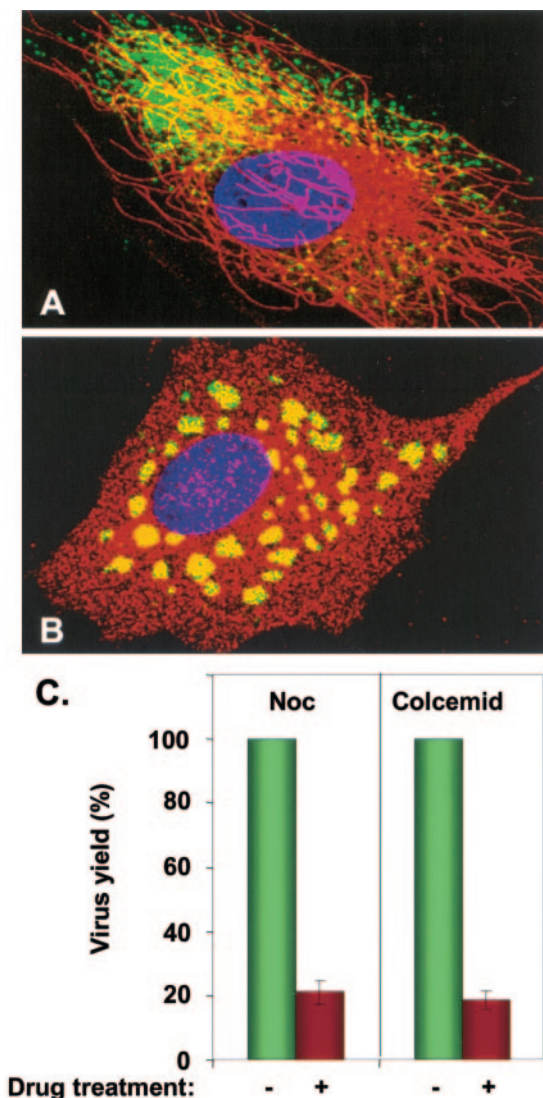 A
B
C.
Noc Colcemid
100
80
60
40
20
0
Virus yield (%)
Drug treatment: - + - +